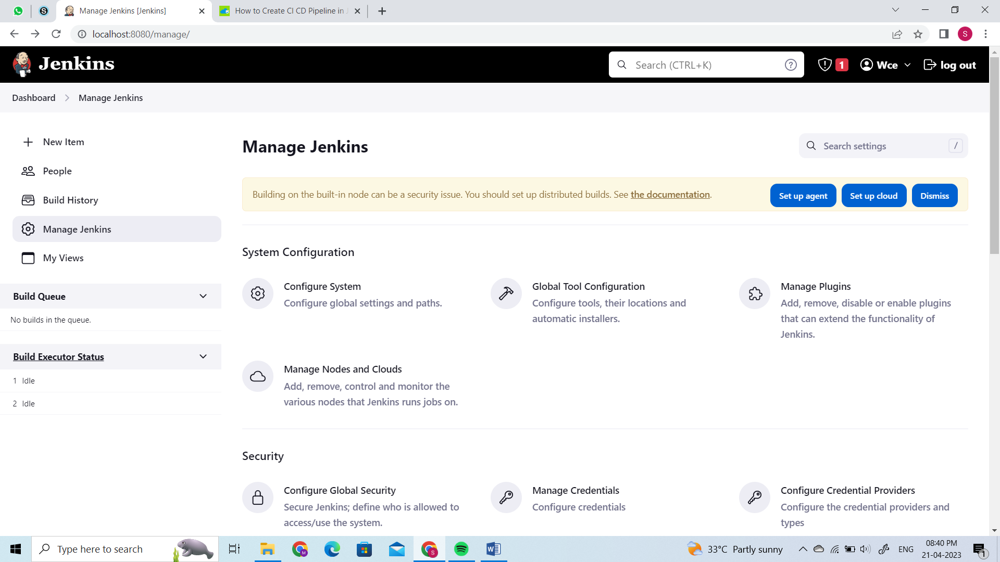 Manage Jenkins [Jenkins]
How to Create CI CD Pipeline in J
localhost:8080/manage/
S
Jenkins
Search (CTRL+K)
?
1
Wce
log out
Dashboard
Manage Jenkins
New Item
People
Build History
Manage Jenkins
My Views
Build Queue
No builds in the queue.
Build Executor Status
1 Idle
2 Idle
Manage Jenkins
Search settings
/
Building on the built-in node can be a security issue. You should set up distributed builds. See the documentation.
Set up agent
Set up cloud
Dismiss
System Configuration
Configure System
Configure global settings and paths.
Global Tool Configuration
Configure tools, their locations and
automatic installers.
Manage Plugins
Add, remove, disable or enable plugins
that can extend the functionality of
Jenkins.
Manage Nodes and Clouds
Add, remove, control and monitor the
various nodes that Jenkins runs jobs on.
Security
Configure Global Security
Secure Jenkins; define who is allowed to
access/use the system.
Manage Credentials
Configure credentials
Configure Credential Providers
Configure the credential providers and
types
Type here to search
33°C Partly sunny
ENG
08:40 PM
21-04-2023
1